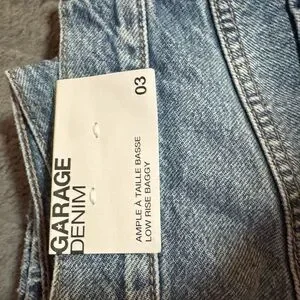 GARAGE
DENIM
03
AMPLE À TAILLE BASSE
LOW RISE BAGGY